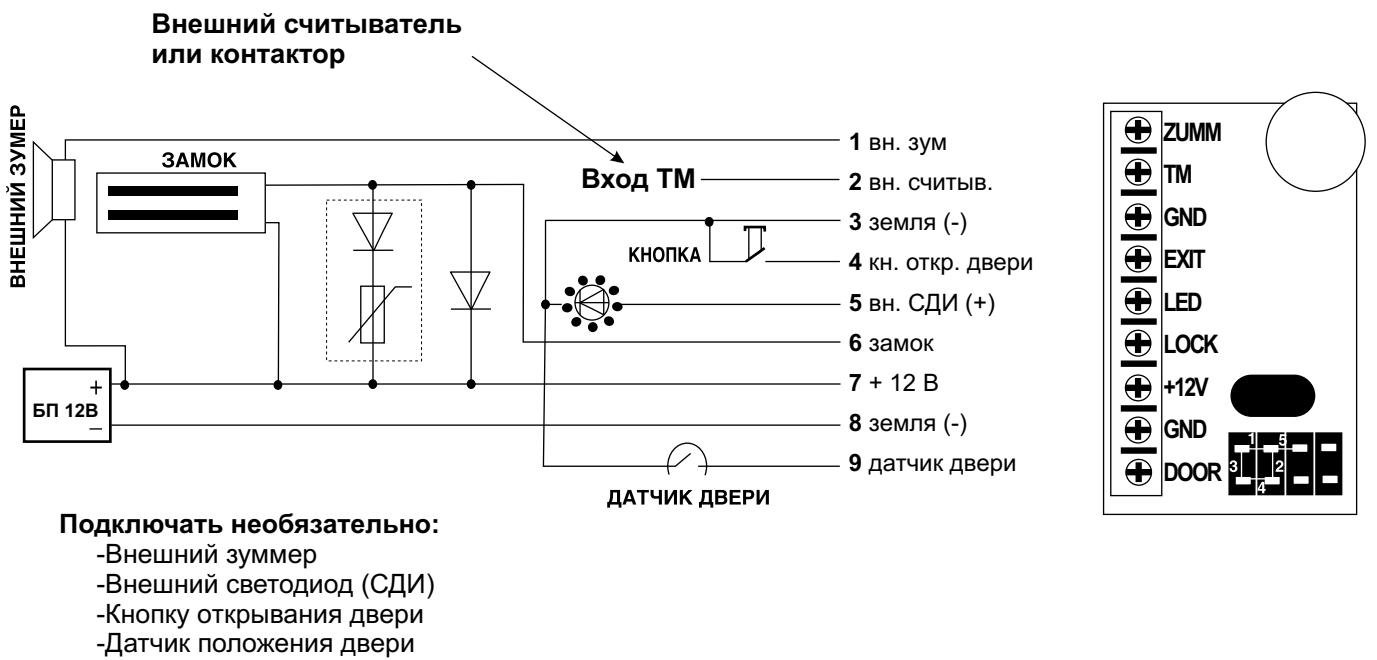 Внешний считыватель
или контактор
ВНЕШНИЙ ЗУМЕР
ЗАМОК
Вход ТМ
КНОПКА
БП 12В
+
–
ДАТЧИК ДВЕРИ
1 вн. зум
2 вн. считыв.
3 земля (-)
4 кн. откр. двери
5 вн. СДИ (+)
6 замок
7 + 12 В
8 земля (-)
9 датчик двери
ZUMM
TM
GND
EXIT
LED
LOCK
+12V
GND
DOOR
1 5
3 2
4
Подключать необязательно:
-Внешний зуммер
-Внешний светодиод (СДИ)
-Кнопку открывания двери
-Датчик положения двери